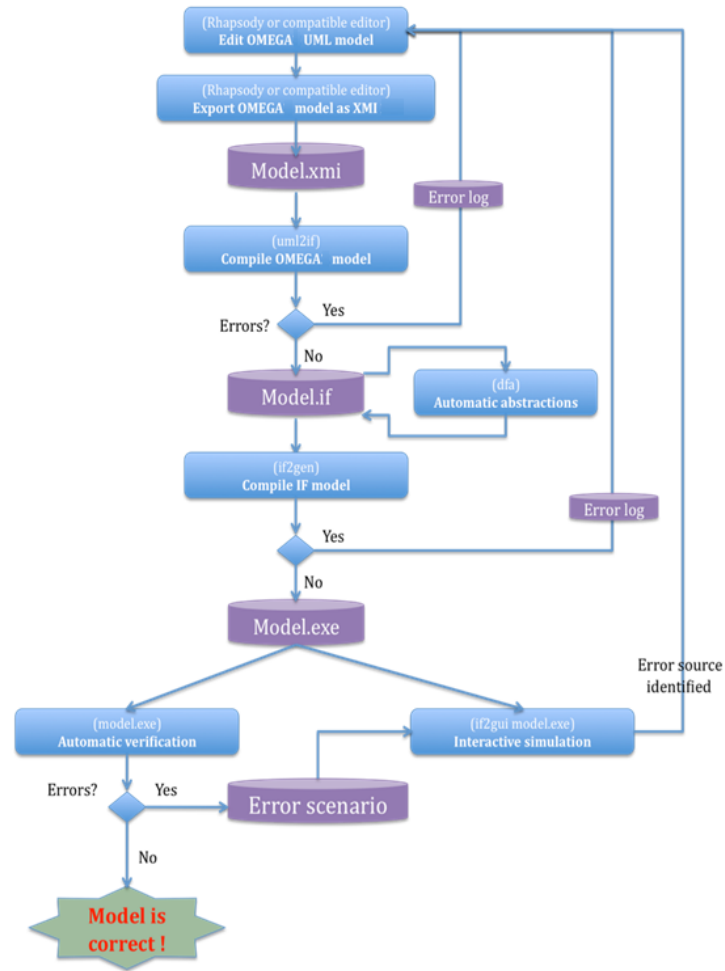 (Rhapsody or compatible editor)
Edit OMEGA UML model
(Rhapsody or compatible editor)
Export OMEGA model as XMI
Model.xmi
Error log
(uml2if)
Compile OMEGA model
Errors?
Yes
No
Model.if
(dfa)
Automatic abstractions
(if2gen)
Compile IF model
Error log
Yes
No
Model.exe
Error source
identified
(model.exe)
Automatic verification
(if2gui model.exe)
Interactive simulation
Errors?
Yes
Error scenario
No
Model is
correct !